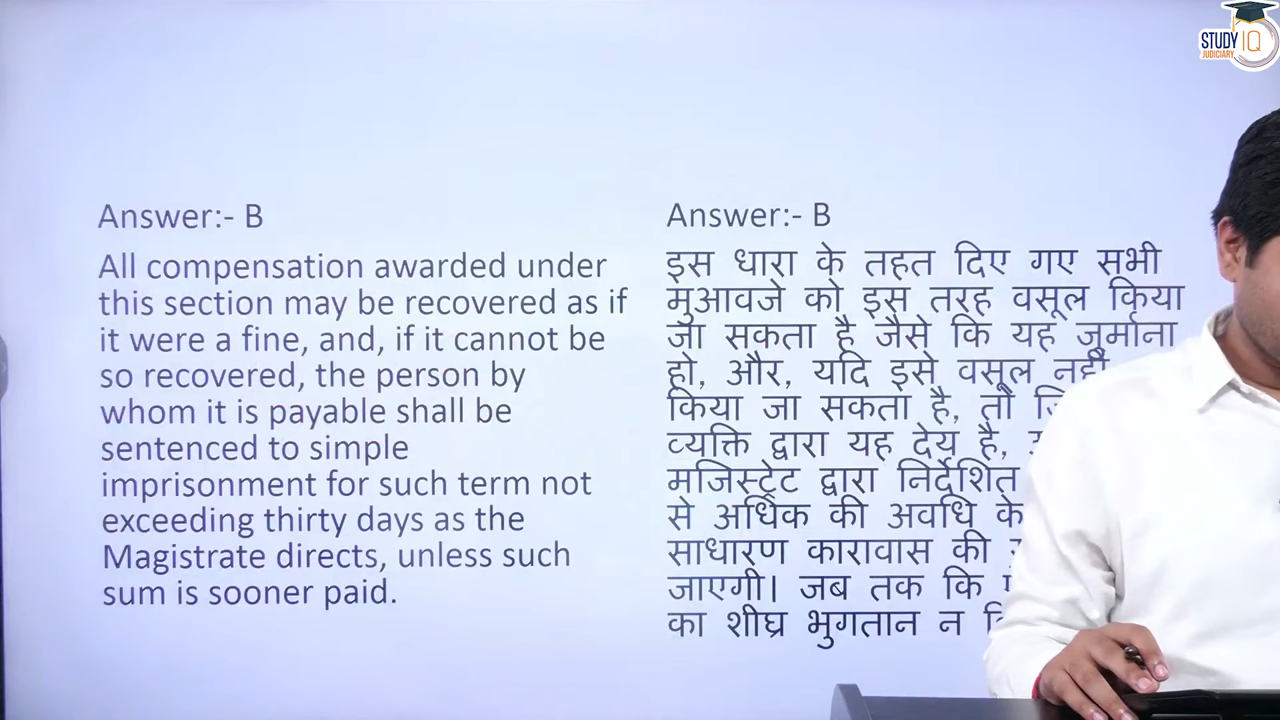 STUDY IQ
JUDICIARY
Answer:- B
All compensation awarded under
this section may be recovered as if
it were a fine, and, if it cannot be
so recovered, the person by
whom it is payable shall be
sentenced to simple
imprisonment for such term not
exceeding thirty days as the
Magistrate directs, unless such
sum is sooner paid.
Answer:- B
इस धारा के तहत दिए गए सभी
मुआवजे को इस तरह वसूल किया
जा सकता है जैसे कि यह जुर्माना
हो, और, यदि इसे वसूल नहीं
किया जा सकता है, तो
व्यक्ति द्वारा यह देय है,
मजिस्ट्रेट द्वारा निर्देशित
से अधिक की अवधि के
साधारण कारावास की
जाएगी। जब तक कि
का शीघ्र भुगतान न